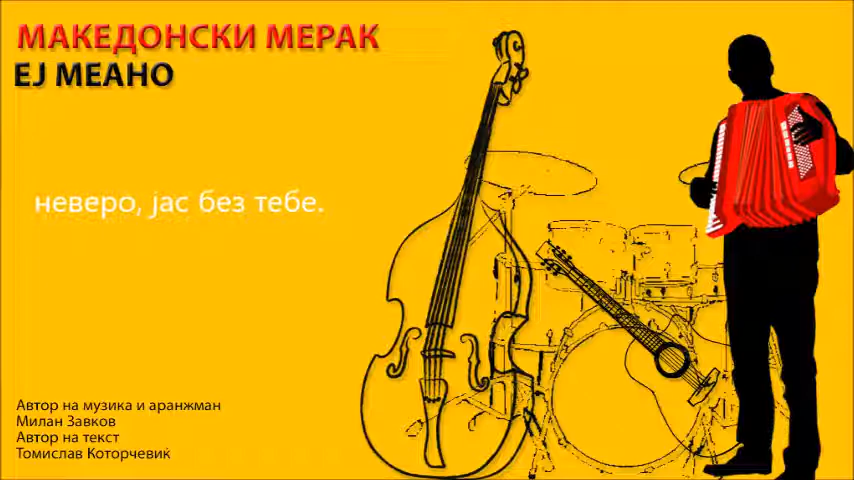 МАКЕДОНСКИ МЕРАК
ЕЈ МЕАНО
неверо, јас без тебе.
Автор на музика и аранжман
Милан Завков
Автор на текст
Томислав Которчевиќ